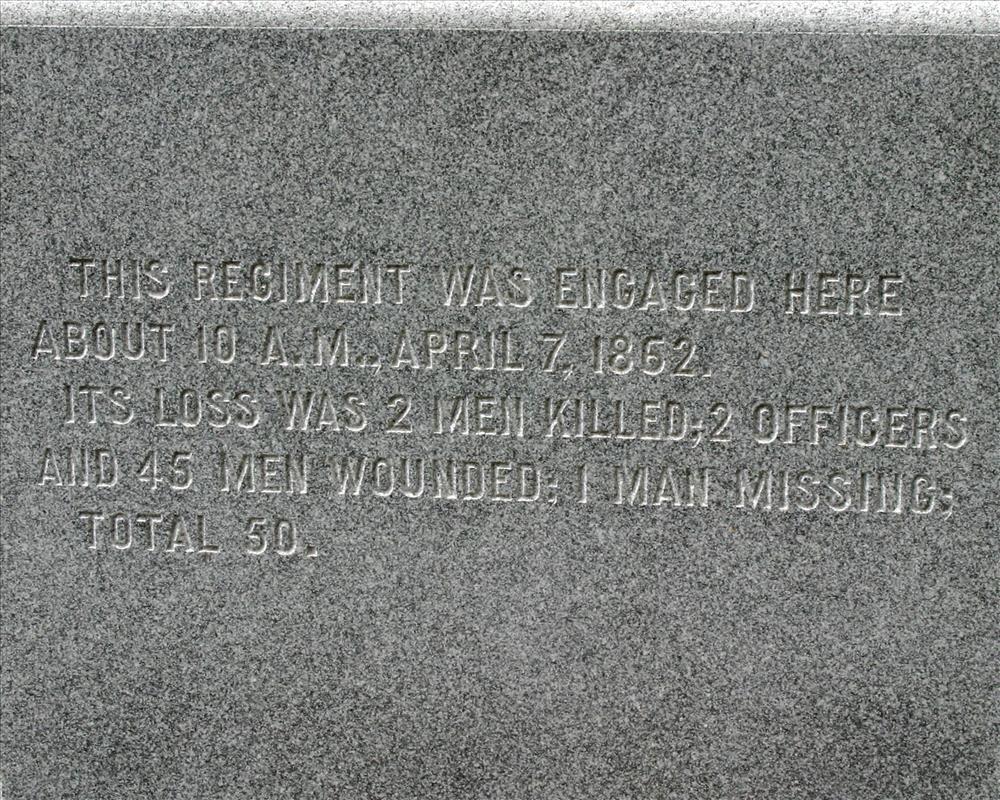 THIS REGIMENT WAS ENGAGED HERE
ABOUT 10 A.M., APRIL 7, 1862.
ITS LOSS WAS 2 MEN KILLED; 2 OFFICERS
AND 45 MEN WOUNDED; 1 MAN MISSING;
TOTAL 50.